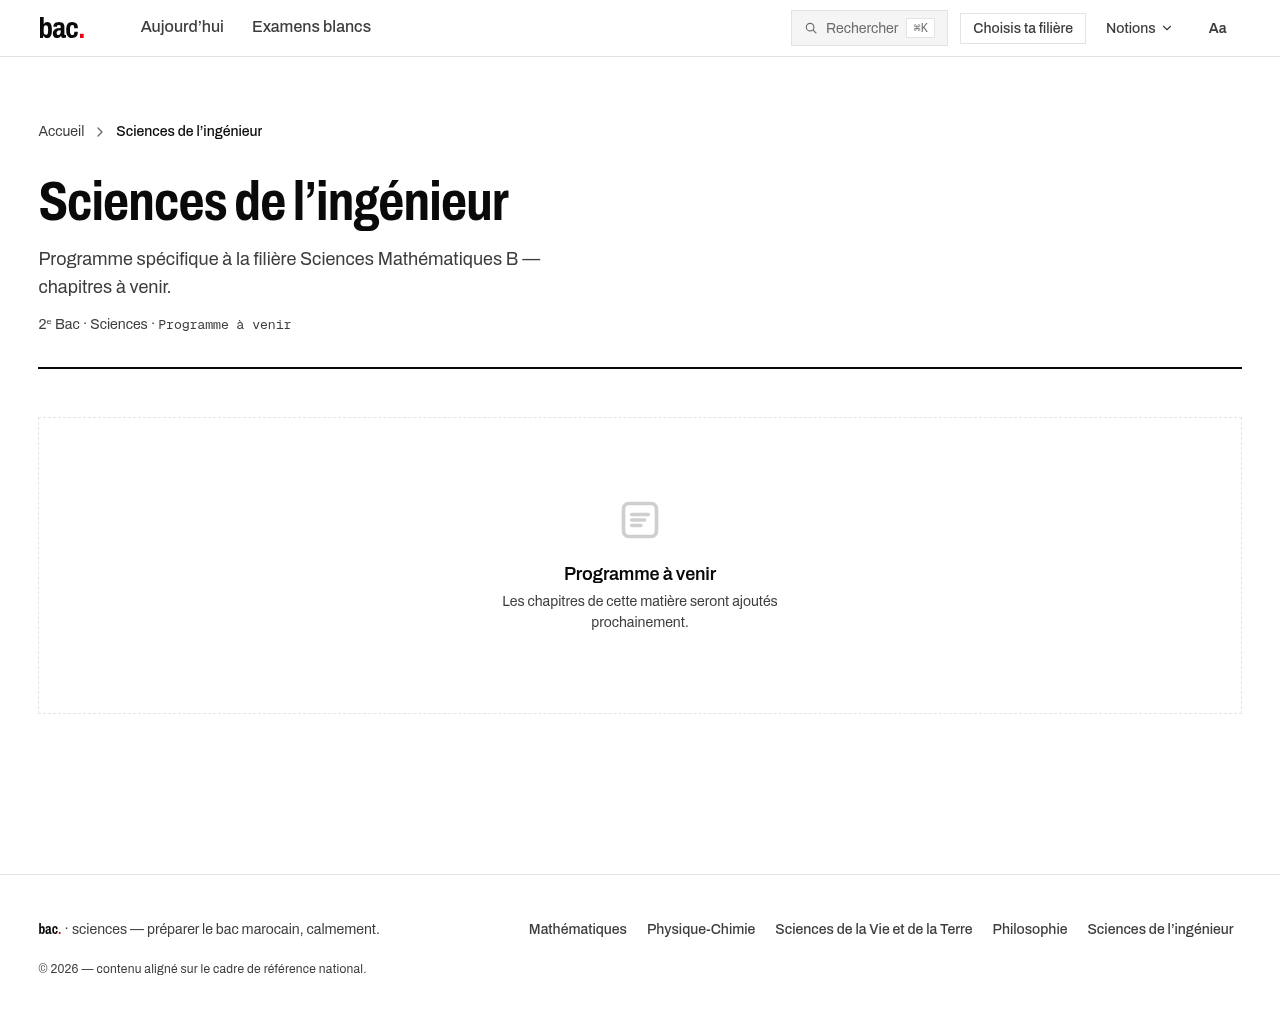 bac.
Aujourd’hui
Examens blancs
Rechercher ⌘K
Choisis ta filière
Notions
Aa
Accueil
Sciences de l’ingénieur
Sciences de l’ingénieur
Programme spécifique à la filière Sciences Mathématiques B —
chapitres à venir.
2ᵉ Bac · Sciences · Programme à venir
Programme à venir
Les chapitres de cette matière seront ajoutés
prochainement.
bac. · sciences — préparer le bac marocain, calmement.
Mathématiques
Physique-Chimie
Sciences de la Vie et de la Terre
Philosophie
Sciences de l’ingénieur
© 2026 — contenu aligné sur le cadre de référence national.